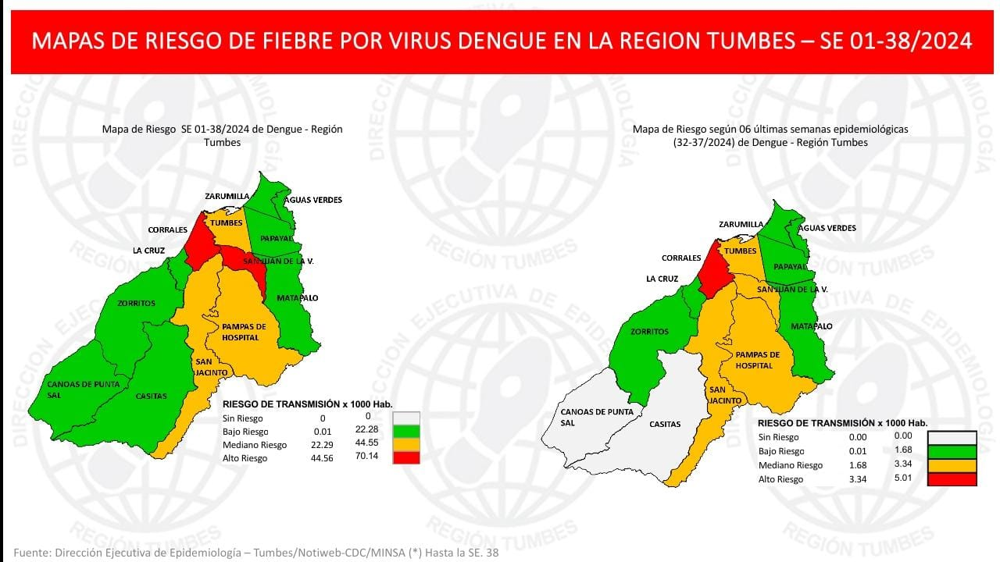 MAPAS DE RIESGO DE FIEBRE POR VIRUS DENGUE EN LA REGION TUMBES – SE 01-38/2024
Mapa de Riesgo SE 01-38/2024 de Dengue - Región
Tumbes
ZARUMILLA
AGUAS VERDES
TUMBES
CORRALES
PAPAYAL
LA CRUZ
SAN JUAN DE LA V.
ZORRITOS
MATAPALO
PAMPAS DE
HOSPITAL
SAN
JACINTO
CANOAS DE PUNTA
SAL
CASITAS
RIESGO DE TRANSMISIÓN x 1000 Hab.
Sin Riesgo 0 0
Bajo Riesgo 0.01 22.28
Mediano Riesgo 22.29 44.55
Alto Riesgo 44.56 70.14
Mapa de Riesgo según 06 últimas semanas epidemiológicas
(32-37/2024) de Dengue - Región Tumbes
ZARUMILLA
AGUAS VERDES
TUMBES
CORRALES
PAPAYAL
LA CRUZ
SAN JUAN DE LA V.
MATAPALO
ZORRITOS
PAMPAS DE
HOSPITAL
SAN
JACINTO
CANOAS DE PUNTA
SAL
CASITAS
RIESGO DE TRANSMISIÓN x 1000 Hab.
Sin Riesgo 0.00 0.00
Bajo Riesgo 0.01 1.68
Mediano Riesgo 1.68 3.34
Alto Riesgo 3.34 5.01
Fuente: Dirección Ejecutiva de Epidemiología – Tumbes/Notiweb-CDC/MINSA (*) Hasta la SE. 38
DIRECCIÓN EJECUTIVA DE EPIDEMIOLOGÍA
REGIÓN TUMBES